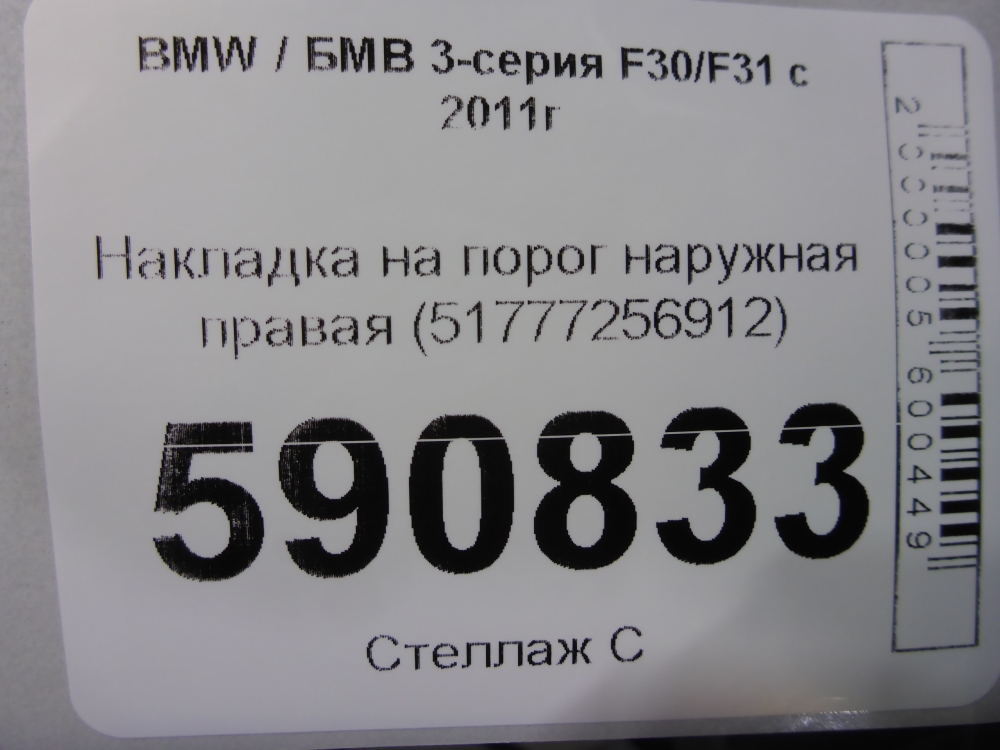 BMW / БМВ 3-серия F30/F31 с
2011г
Накладка на порог наружная
правая (51777256912)
590833
Стеллаж С
2000005600449